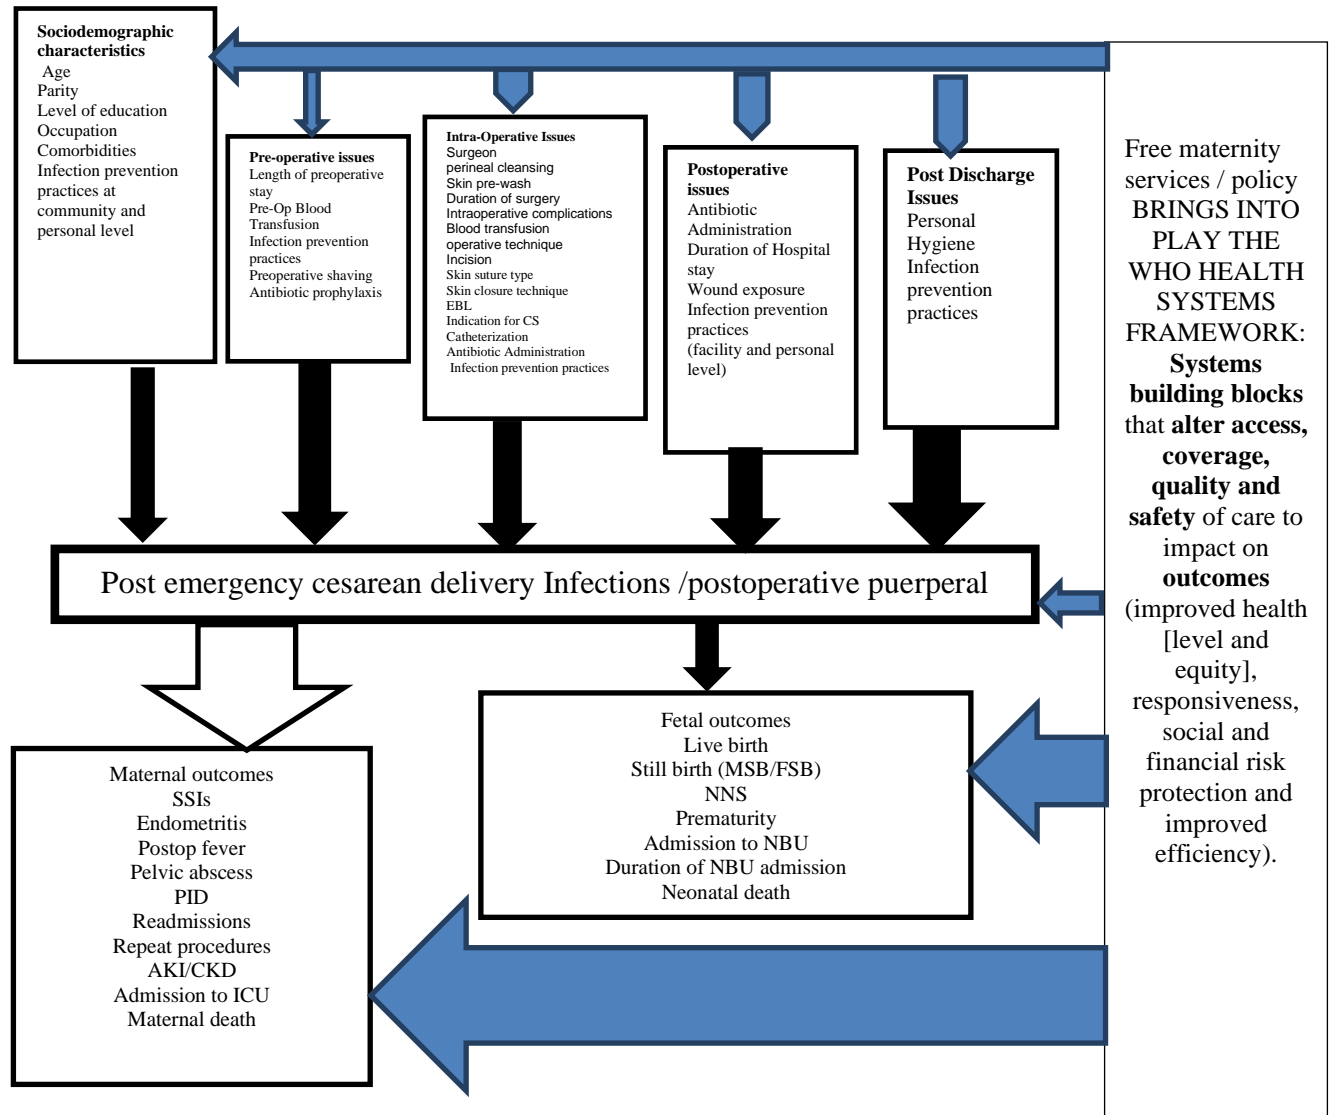 Sociodemographic
characteristics
Age
Parity
Level of education
Occupation
Comorbidities
Infection prevention
practices at
community and
personal level
Pre-operative issues
Length of preoperative
stay
Pre-Op Blood
Transfusion
Infection prevention
practices
Preoperative shaving
Antibiotic prophylaxis
Intra-Operative Issues
Surgeon
perineal cleansing
Skin pre-wash
Duration of surgery
Intraoperative complications
Blood transfusion
operative technique
Incision
Skin suture type
Skin closure technique
EBL
Indication for CS
Catheterization
Antibiotic Administration
Infection prevention practices
Postoperative
issues
Antibiotic
Administration
Duration of Hospital
stay
Wound exposure
Infection prevention
practices
(facility and personal
level)
Post Discharge
Issues
Personal
Hygiene
Infection
prevention
practices
Free maternity
services / policy
BRINGS INTO
PLAY THE
WHO HEALTH
SYSTEMS
FRAMEWORK:
Systems
building blocks
that alter access,
coverage,
quality and
safety of care to
impact on
outcomes
(improved health
[level and
equity],
responsiveness,
social and
financial risk
protection and
improved
efficiency).
Post emergency cesarean delivery Infections /postoperative puerperal
Maternal outcomes
SSIs
Endometritis
Postop fever
Pelvic abscess
PID
Readmissions
Repeat procedures
AKI/CKD
Admission to ICU
Maternal death
Fetal outcomes
Live birth
Still birth (MSB/FSB)
NNS
Prematurity
Admission to NBU
Duration of NBU admission
Neonatal death